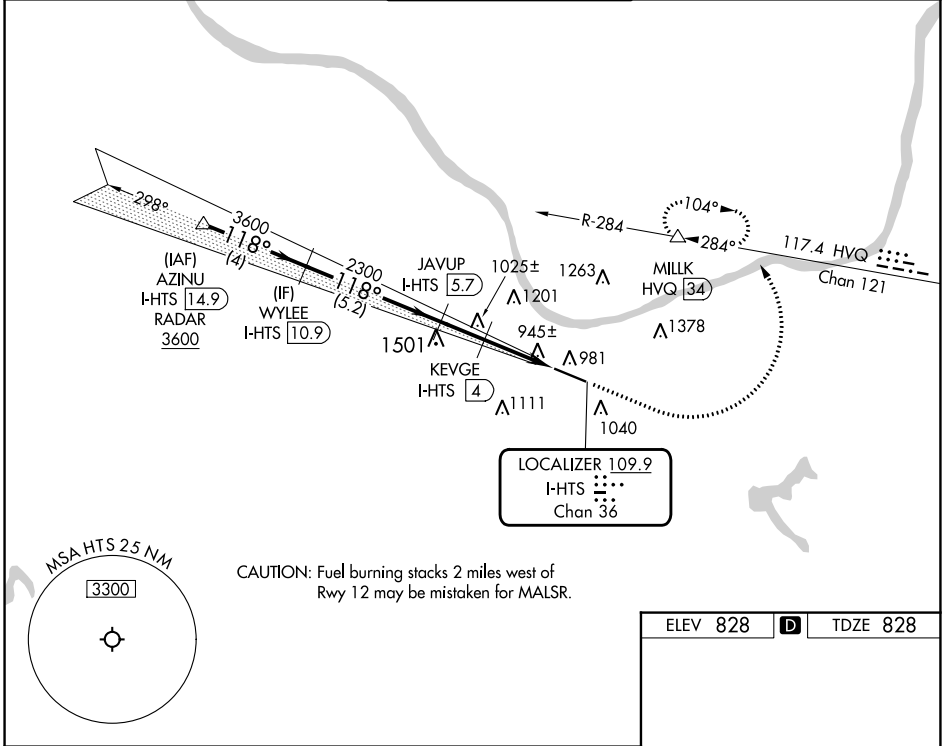 298°
3600
118°
(4)
(IAF)
AZINU
I-HTS 14.9
RADAR
3600
(IF)
WYLEE
I-HTS 10.9
2300
118°
(5.2)
JAVUP
I-HTS 5.7
1025±
1201
1263
1501
945±
981
KEVGE
I-HTS 4
1111
1040
1378
R-284
104°
284°
MILLK
HVQ 34
117.4 HVQ
Chan 121
LOCALIZER 109.9
I-HTS
Chan 36
MSA HTS 25 NM
3300
CAUTION: Fuel burning stacks 2 miles west of
Rwy 12 may be mistaken for MALSR.
ELEV 828 D TDZE 828